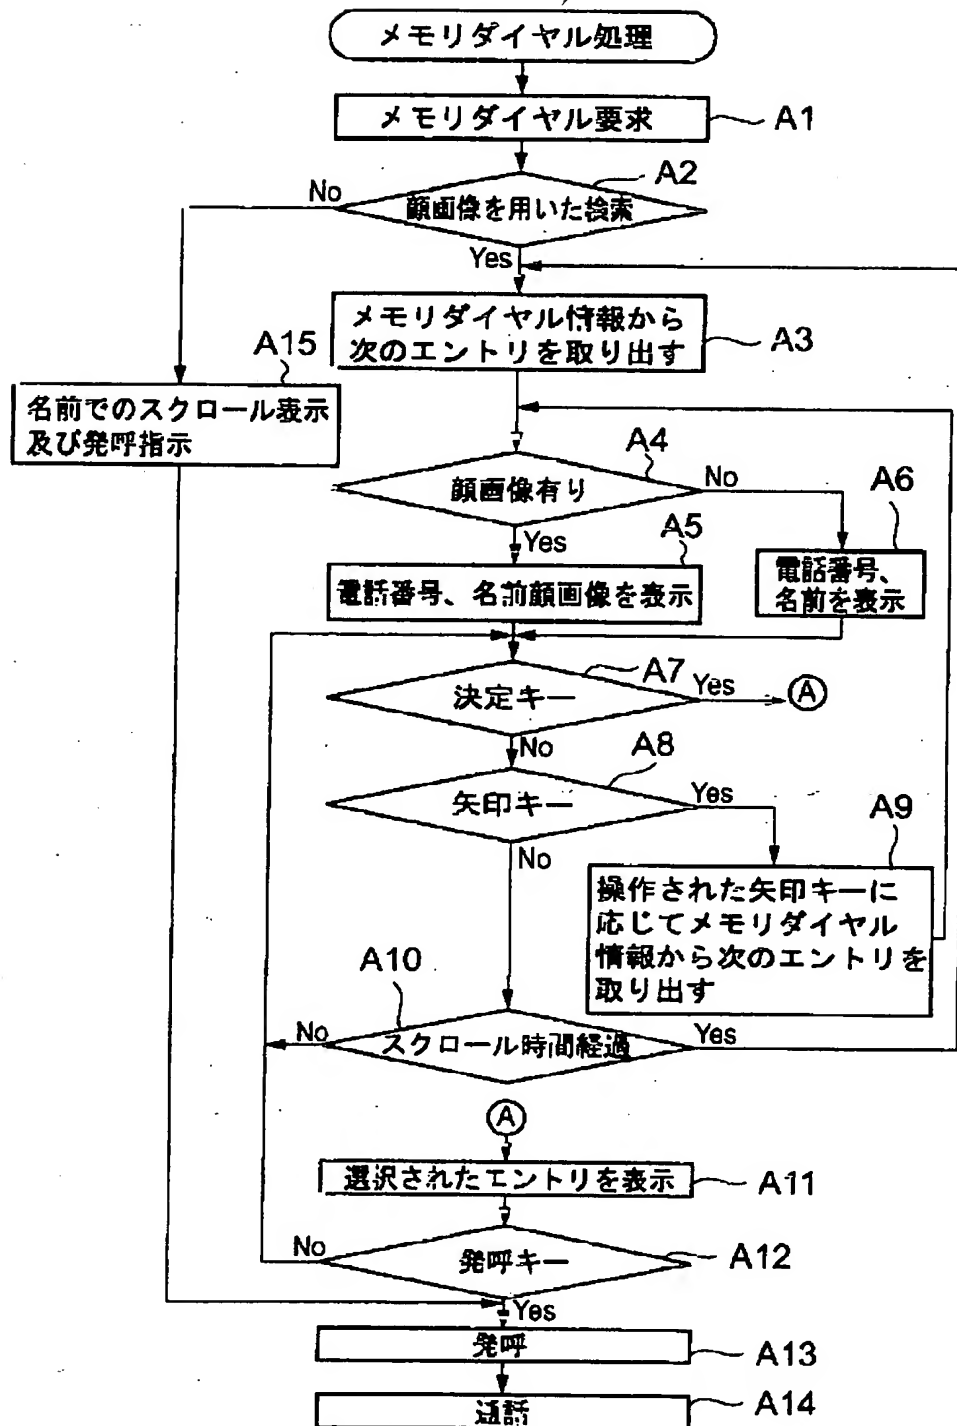 メモリダイヤル処理
メモリダイヤル要求
A1
A2
No
顔画像を用いた検索
Yes
メモリダイヤル情報から
次のエントリを取り出す
A3
A15
名前でのスクロール表示
及び発呼指示
A4
顔画像有り
No
A6
A5
Yes
電話番号、名前顔画像を表示
電話番号、
名前を表示
A7
決定キー
Yes
A
No
A8
矢印キー
Yes
A9
No
操作された矢印キーに
応じてメモリダイヤル
情報から次のエントリを
取り出す
A10
No
スクロール時間経過
Yes
A
選択されたエントリを表示
A11
No
発呼キー
A12
Yes
発呼
A13
通話
A14